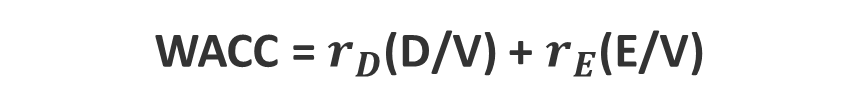 WACC = r_D(D/V) + r_E(E/V)